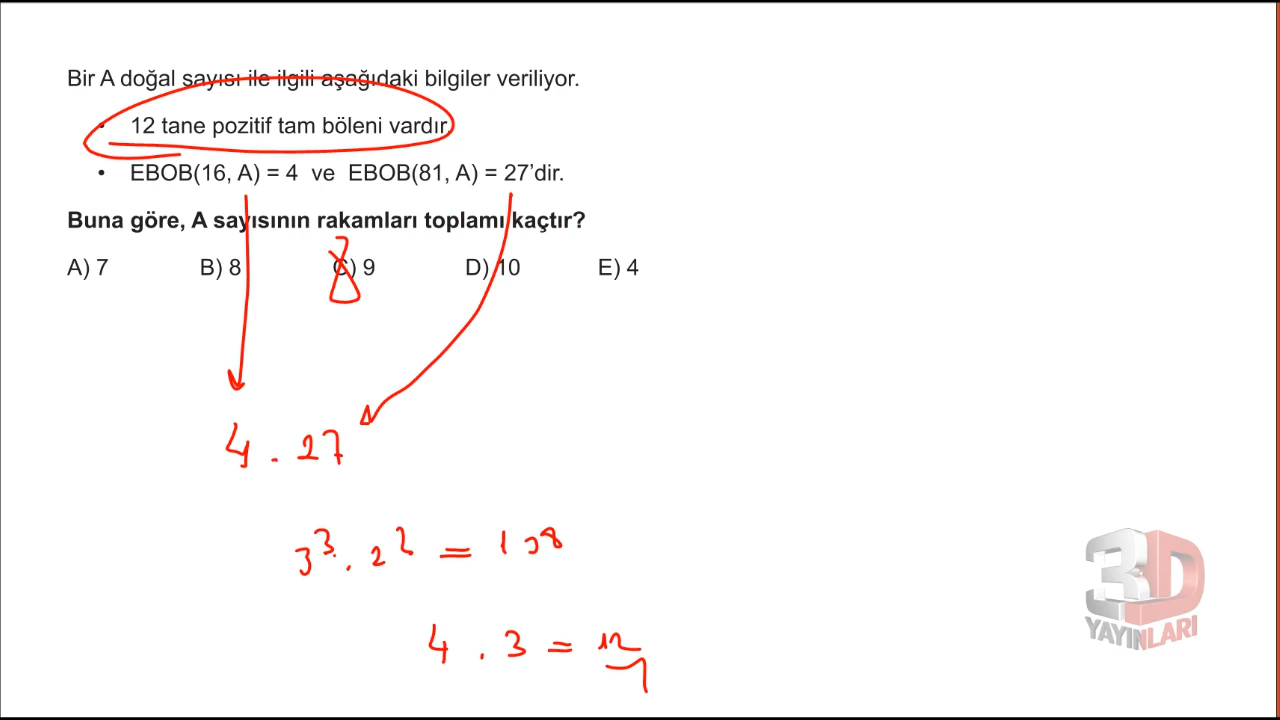 Bir A doğal sayısı ile ilgili aşağıdaki bilgiler veriliyor.
• 12 tane pozitif tam böleni vardır.
• EBOB(16, A) = 4 ve EBOB(81, A) = 27'dir.
Buna göre, A sayısının rakamları toplamı kaçtır?
A) 7 B) 8 C) 9 D) 10 E) 4
4 . 27
3³ . 2² = 108
4 . 3 = 12
3D
YAYINLARI